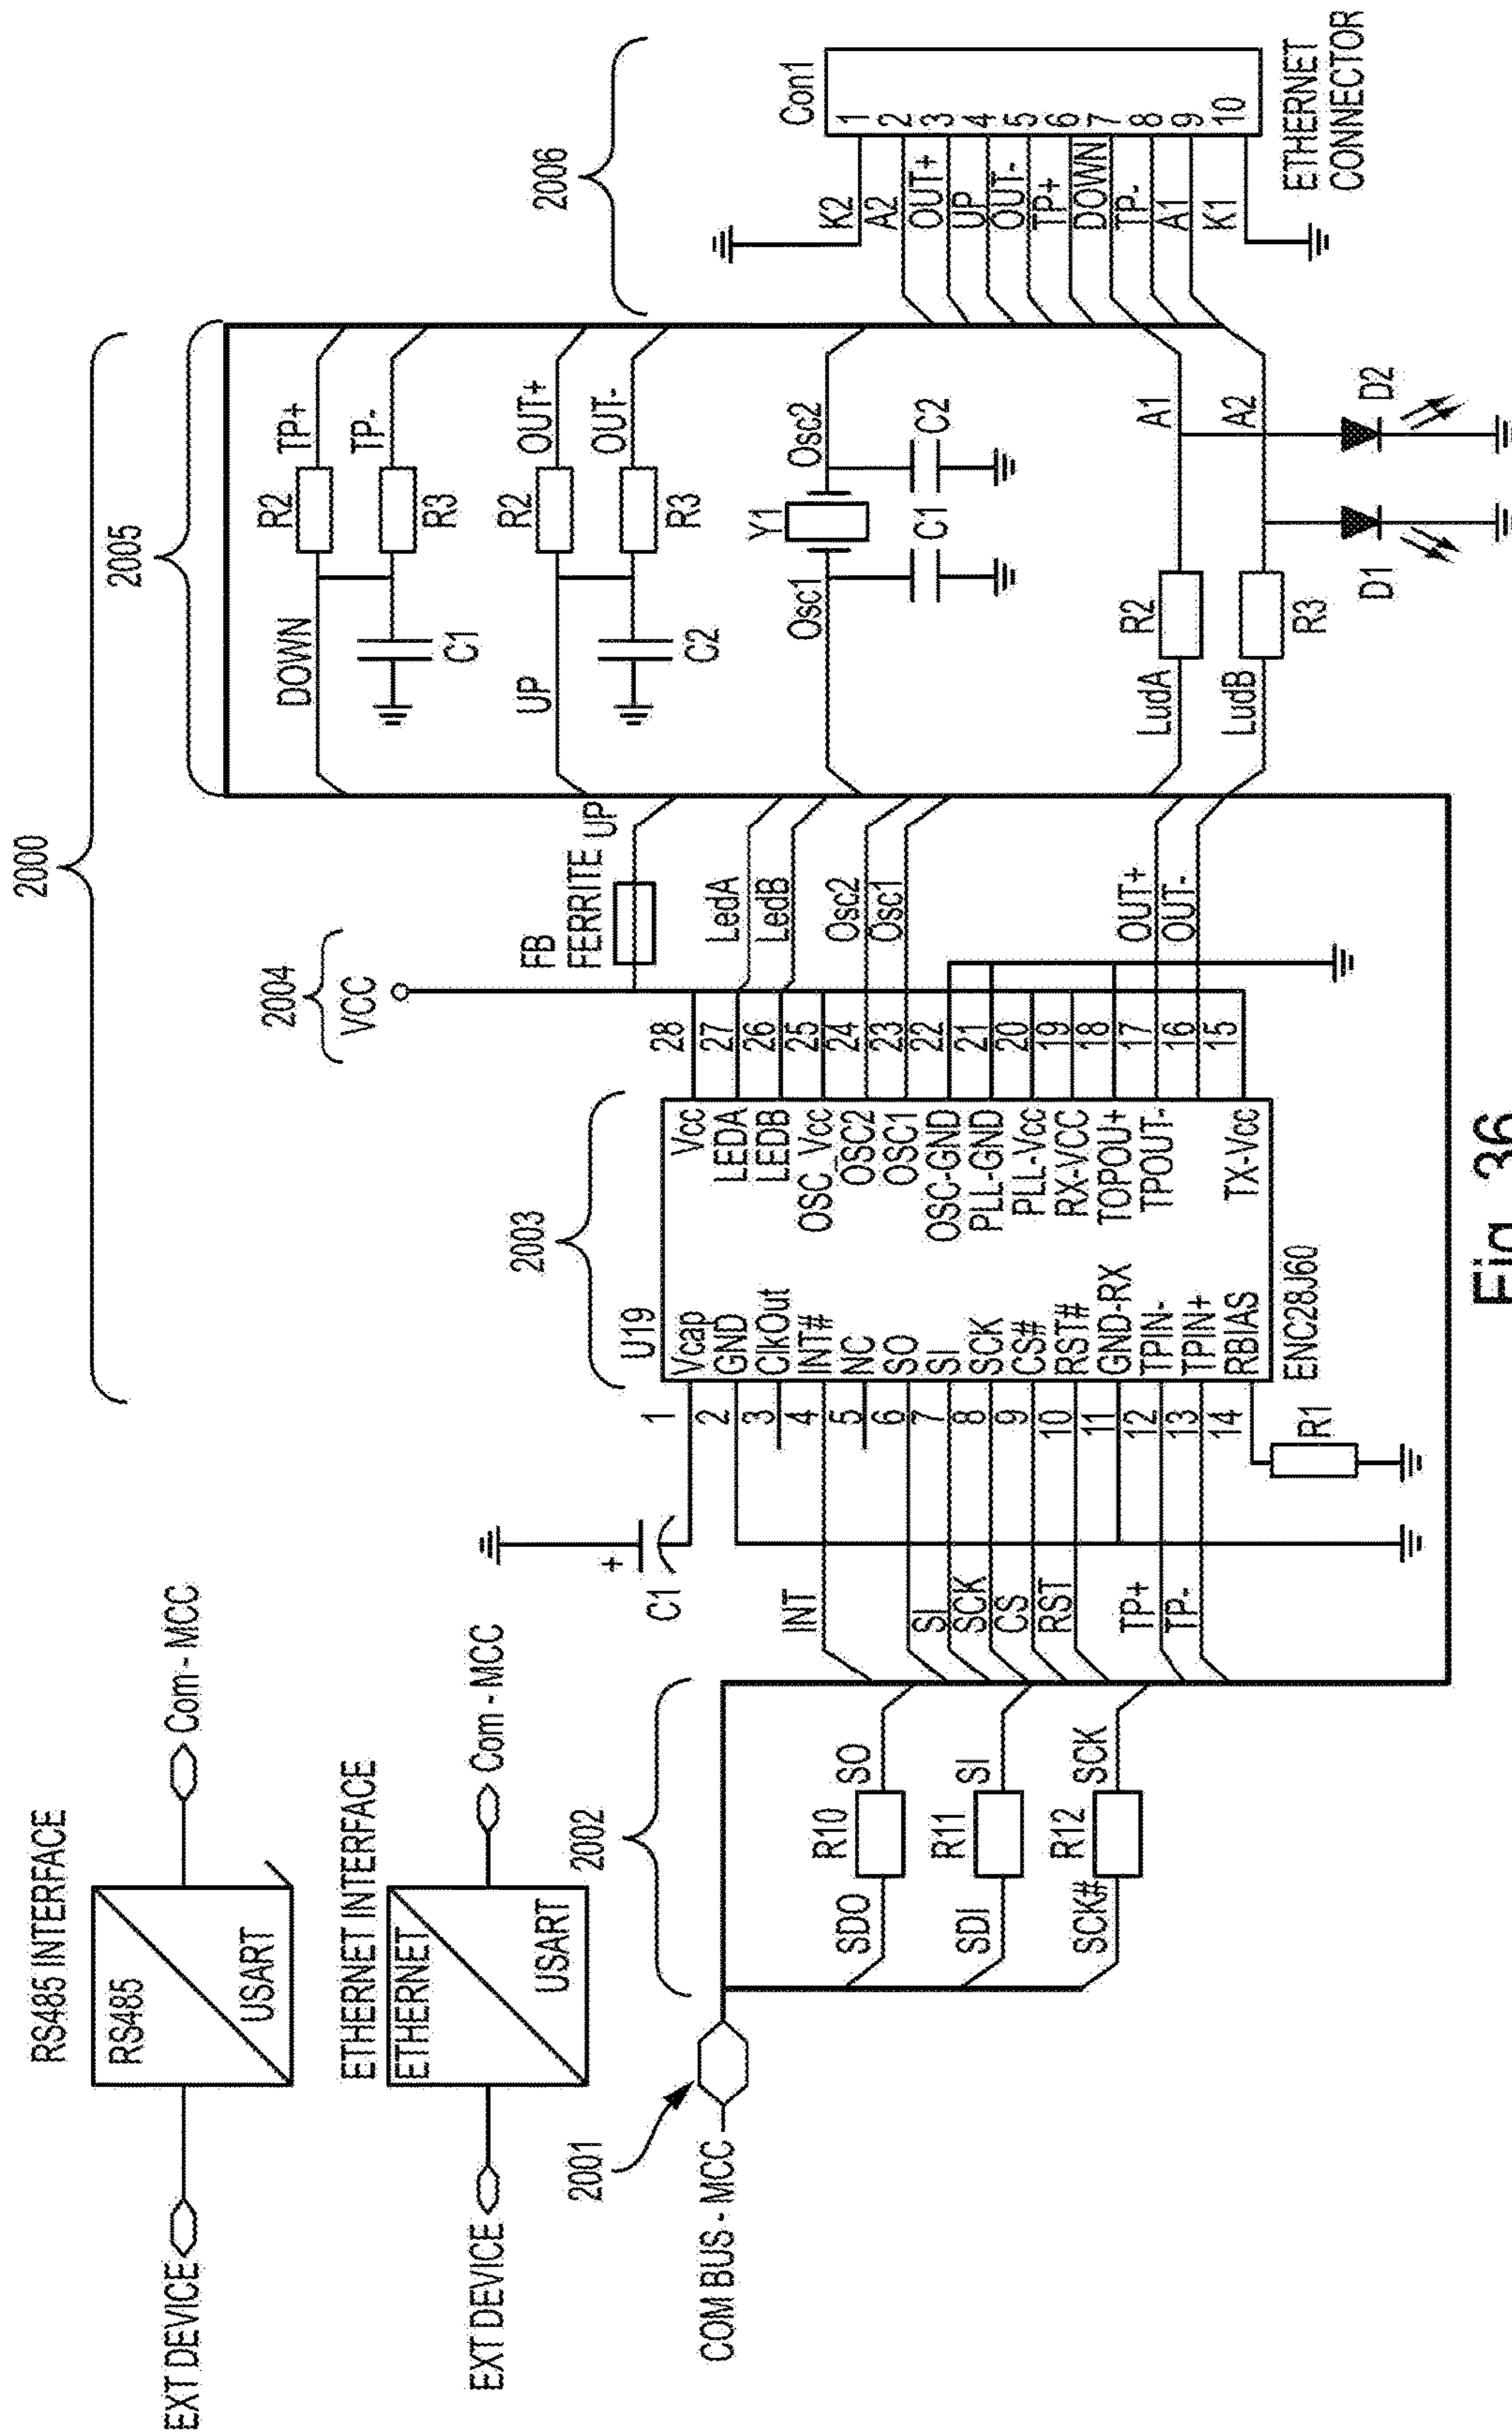 RS485 INTERFACE
EXT DEVICE
RS485
USART
Com - MCC
ETHERNET INTERFACE
EXT DEVICE
ETHERNET
USART
Com - MCC
2001
COM BUS - MCC
2002
SDO
R10
SO
SDI
R11
SI
SCK#
R12
SCK
2000
C1
+
INT
SI
SCK
CS
RST
TP+
TP-
1
2
3
4
5
6
7
8
9
10
11
12
13
14
R1
2003
U19
Vcap
GND
ClkOut
INT#
NC
SO
SI
SCK
CS#
RST#
GND-RX
TPIN-
TPIN+
RBIAS
Vcc
LEDA
LEDB
OSC_Vcc
OSC2
OSC1
OSC-GND
PLL-GND
PLL-Vcc
RX-VCC
TOPOU+
TPOUT-
TX-Vcc
ENC28J60
28
27
26
25
24
23
22
21
20
19
18
17
16
15
2004
VCC
FB
FERRITE
UP
LedA
LedB
Osc2
Osc1
OUT+
OUT-
2005
DOWN
R2
TP+
C1
R3
TP-
UP
R2
OUT+
C2
R3
OUT-
Osc1
Y1
Osc2
C1
C2
LudA
R2
A1
LudB
R3
A2
D1
D2
2006
Con1
K2
1
A2
2
OUT+
3
UP
4
OUT-
5
TP+
6
DOWN
7
TP-
8
A1
9
K1
10
ETHERNET
CONNECTOR
Fig. 36